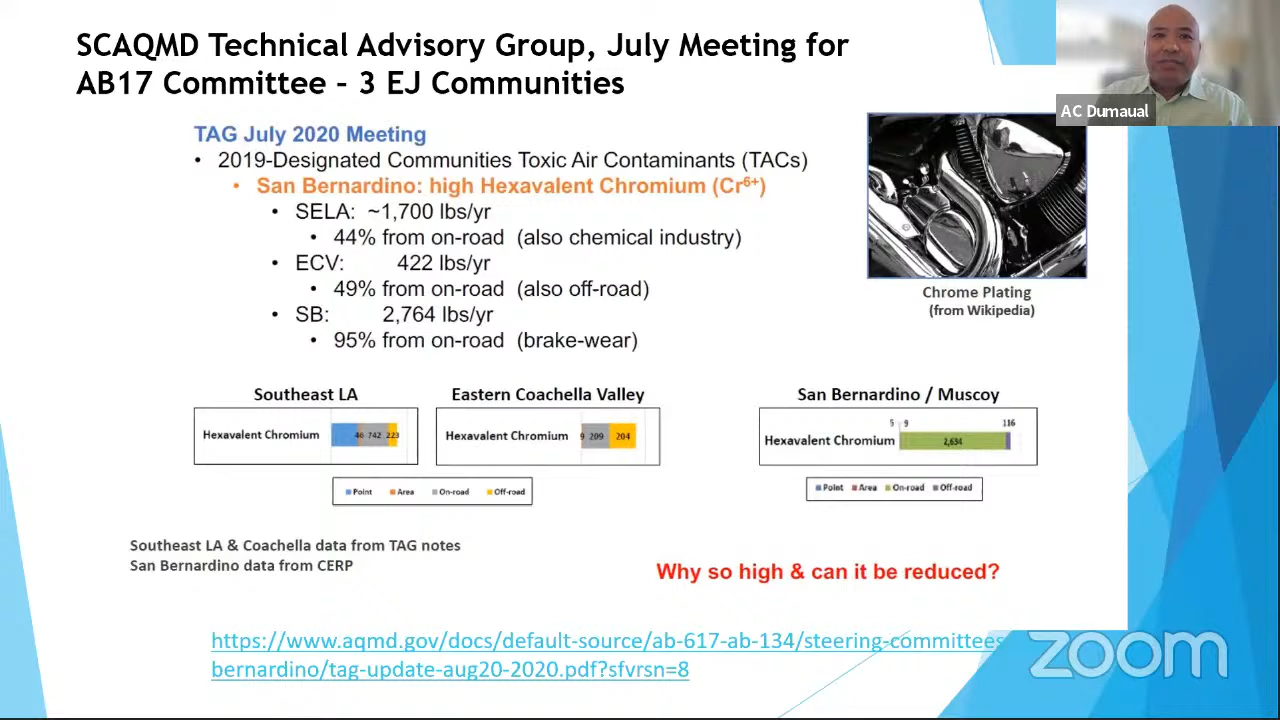 SCAQMD Technical Advisory Group, July Meeting for
AB17 Committee – 3 EJ Communities
AC Dumaual
TAG July 2020 Meeting
• 2019-Designated Communities Toxic Air Contaminants (TACs)
• San Bernardino: high Hexavalent Chromium (Cr6+)
• SELA: ~1,700 lbs/yr
• 44% from on-road (also chemical industry)
• ECV: 422 lbs/yr
• 49% from on-road (also off-road)
• SB: 2,764 lbs/yr
• 95% from on-road (brake-wear)
Chrome Plating
(from Wikipedia)
Southeast LA
Hexavalent Chromium 46 742 223
Eastern Coachella Valley
Hexavalent Chromium 9 209 204
Point Area On-road Off-road
San Bernardino / Muscoy
5 9 116
Hexavalent Chromium 2,634
Point Area On-road Off-road
Southeast LA & Coachella data from TAG notes
San Bernardino data from CERP
Why so high & can it be reduced?
https://www.aqmd.gov/docs/default-source/ab-617-ab-134/steering-committees
bernardino/tag-update-aug20-2020.pdf?sfvrsn=8
zoom